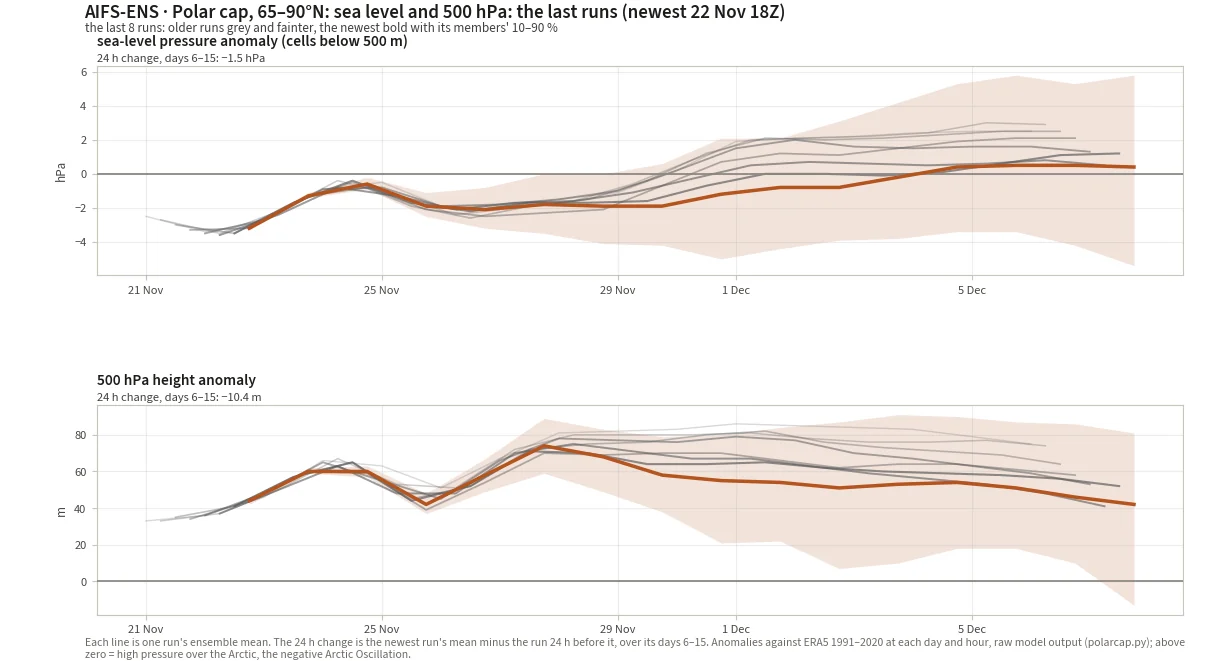 AIFS-ENS · Polar cap, 65–90°N: sea level and 500 hPa: the last runs (newest 22 Nov 18Z)
the last 8 runs: older runs grey and fainter, the newest bold with its members' 10–90 %
sea-level pressure anomaly (cells below 500 m)
24 h change, days 6–15: −1.5 hPa
6
4
2
0
−2
−4
hPa
21 Nov
25 Nov
29 Nov
1 Dec
5 Dec
500 hPa height anomaly
24 h change, days 6–15: −10.4 m
80
60
40
20
0
m
21 Nov
25 Nov
29 Nov
1 Dec
5 Dec
Each line is one run's ensemble mean. The 24 h change is the newest run's mean minus the run 24 h before it, over its days 6–15. Anomalies against ERA5 1991–2020 at each day and hour, raw model output (polarcap.py); above
zero = high pressure over the Arctic, the negative Arctic Oscillation.